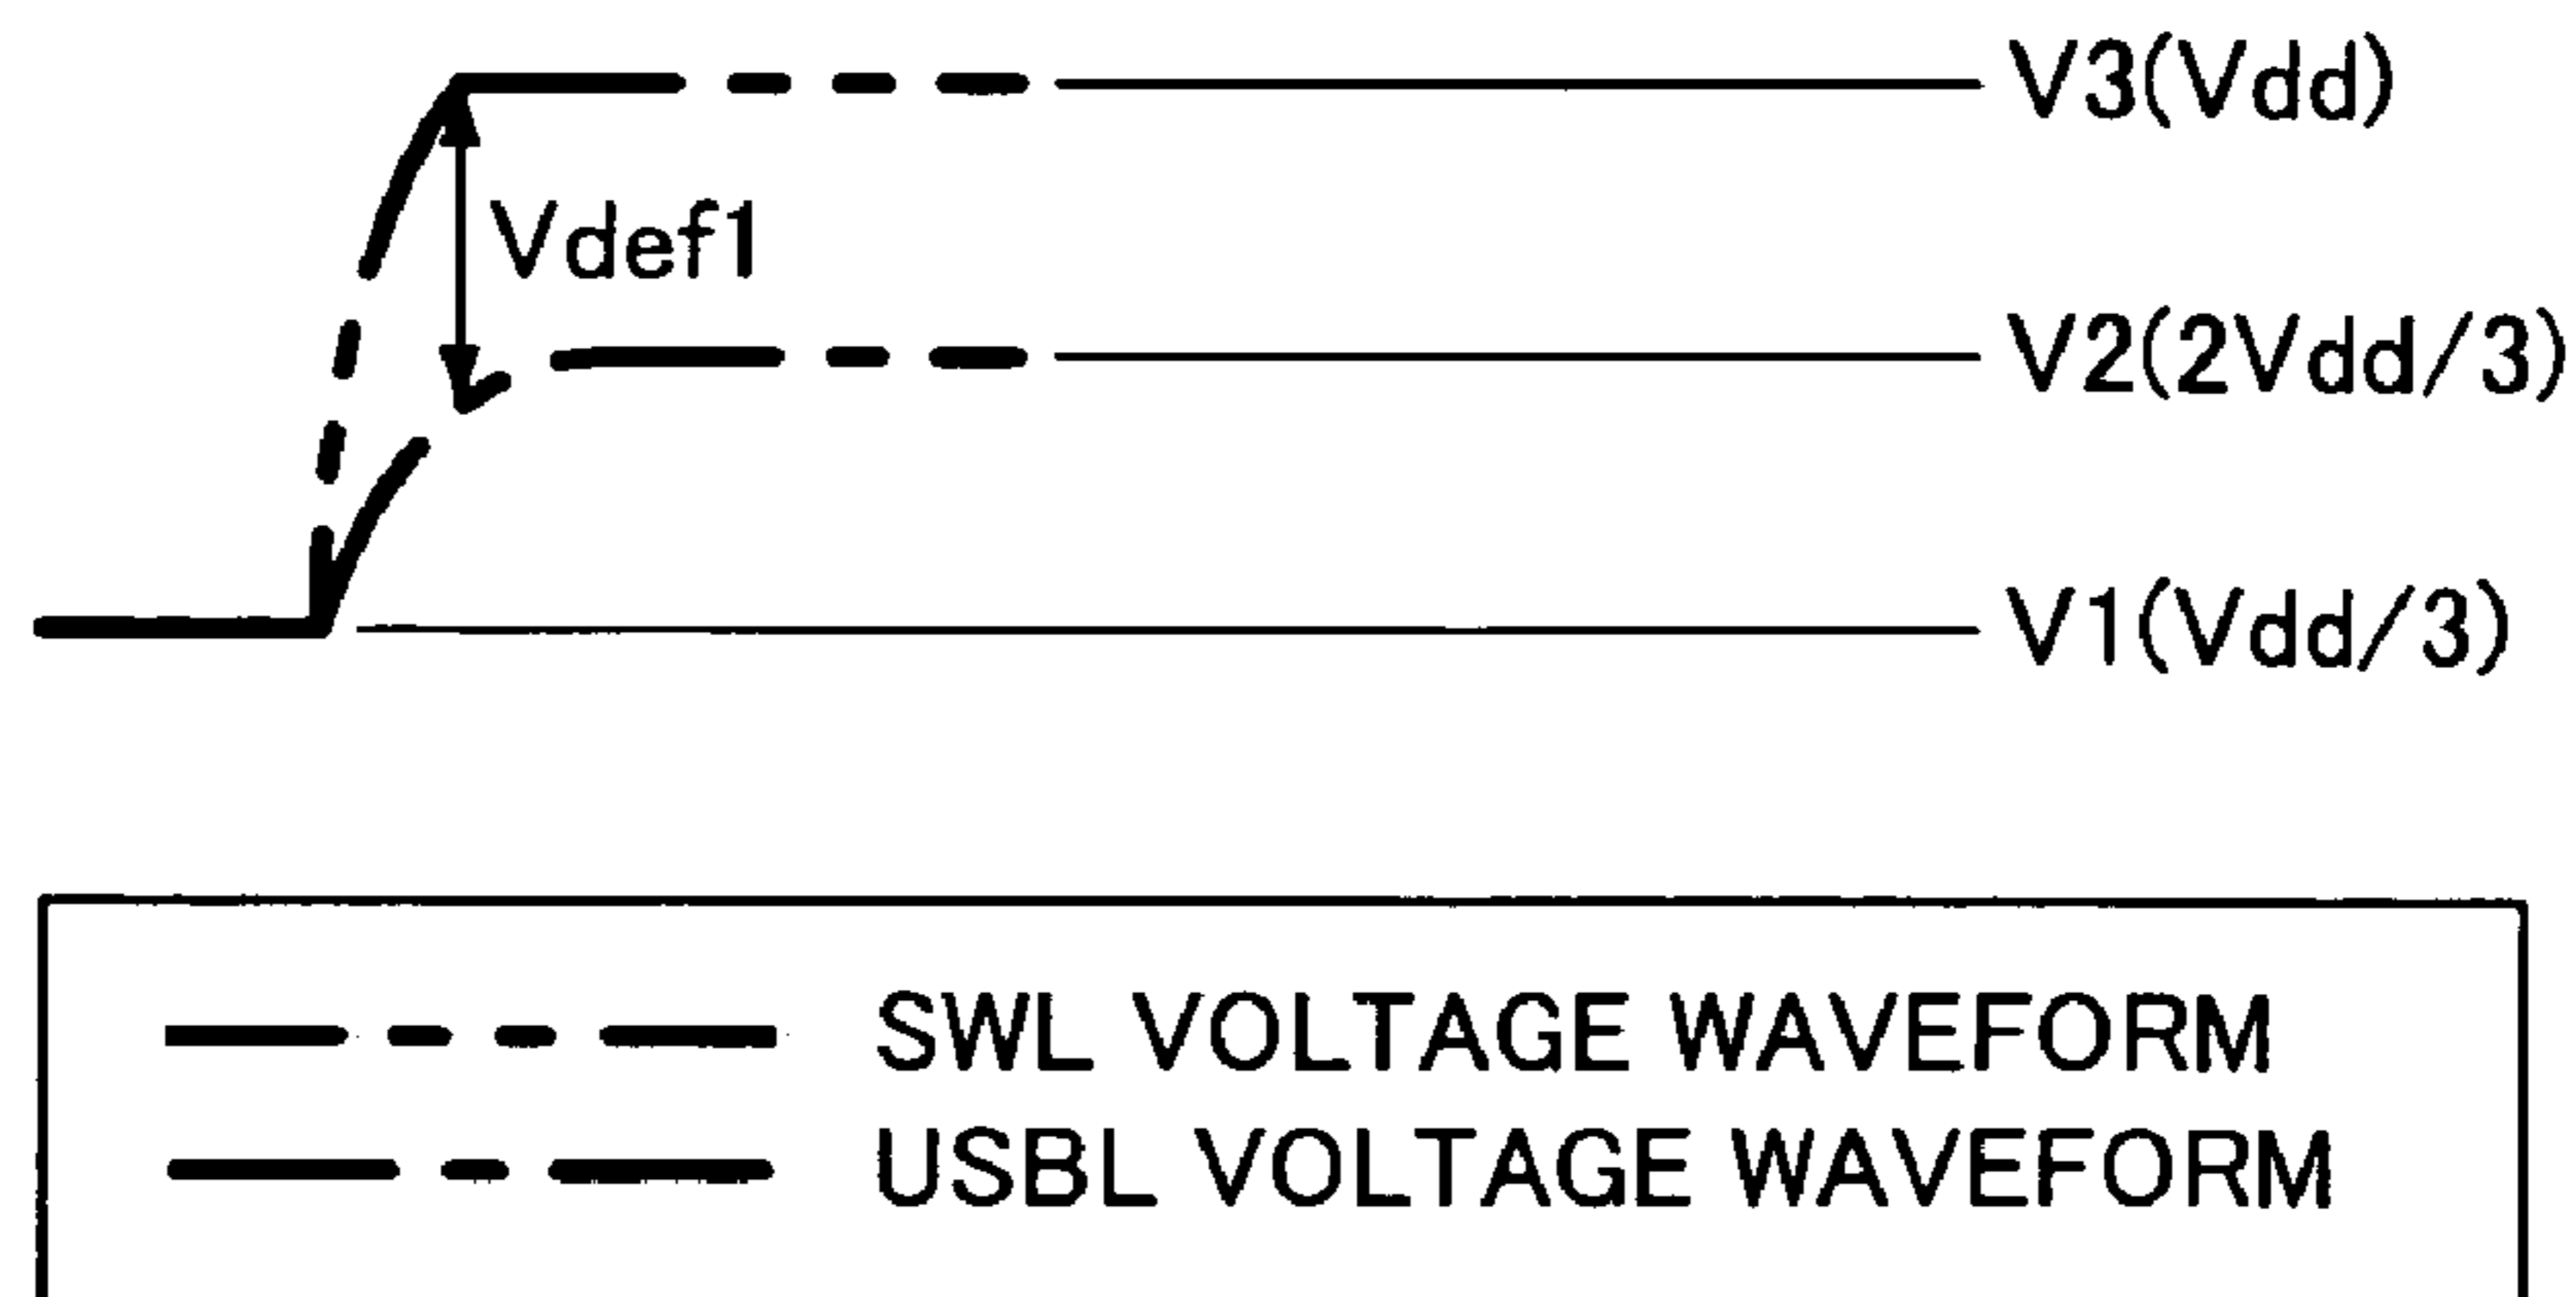 V3(Vdd)
Vdef1
V2(2Vdd/3)
V1(Vdd/3)
SWL VOLTAGE WAVEFORM
USBL VOLTAGE WAVEFORM